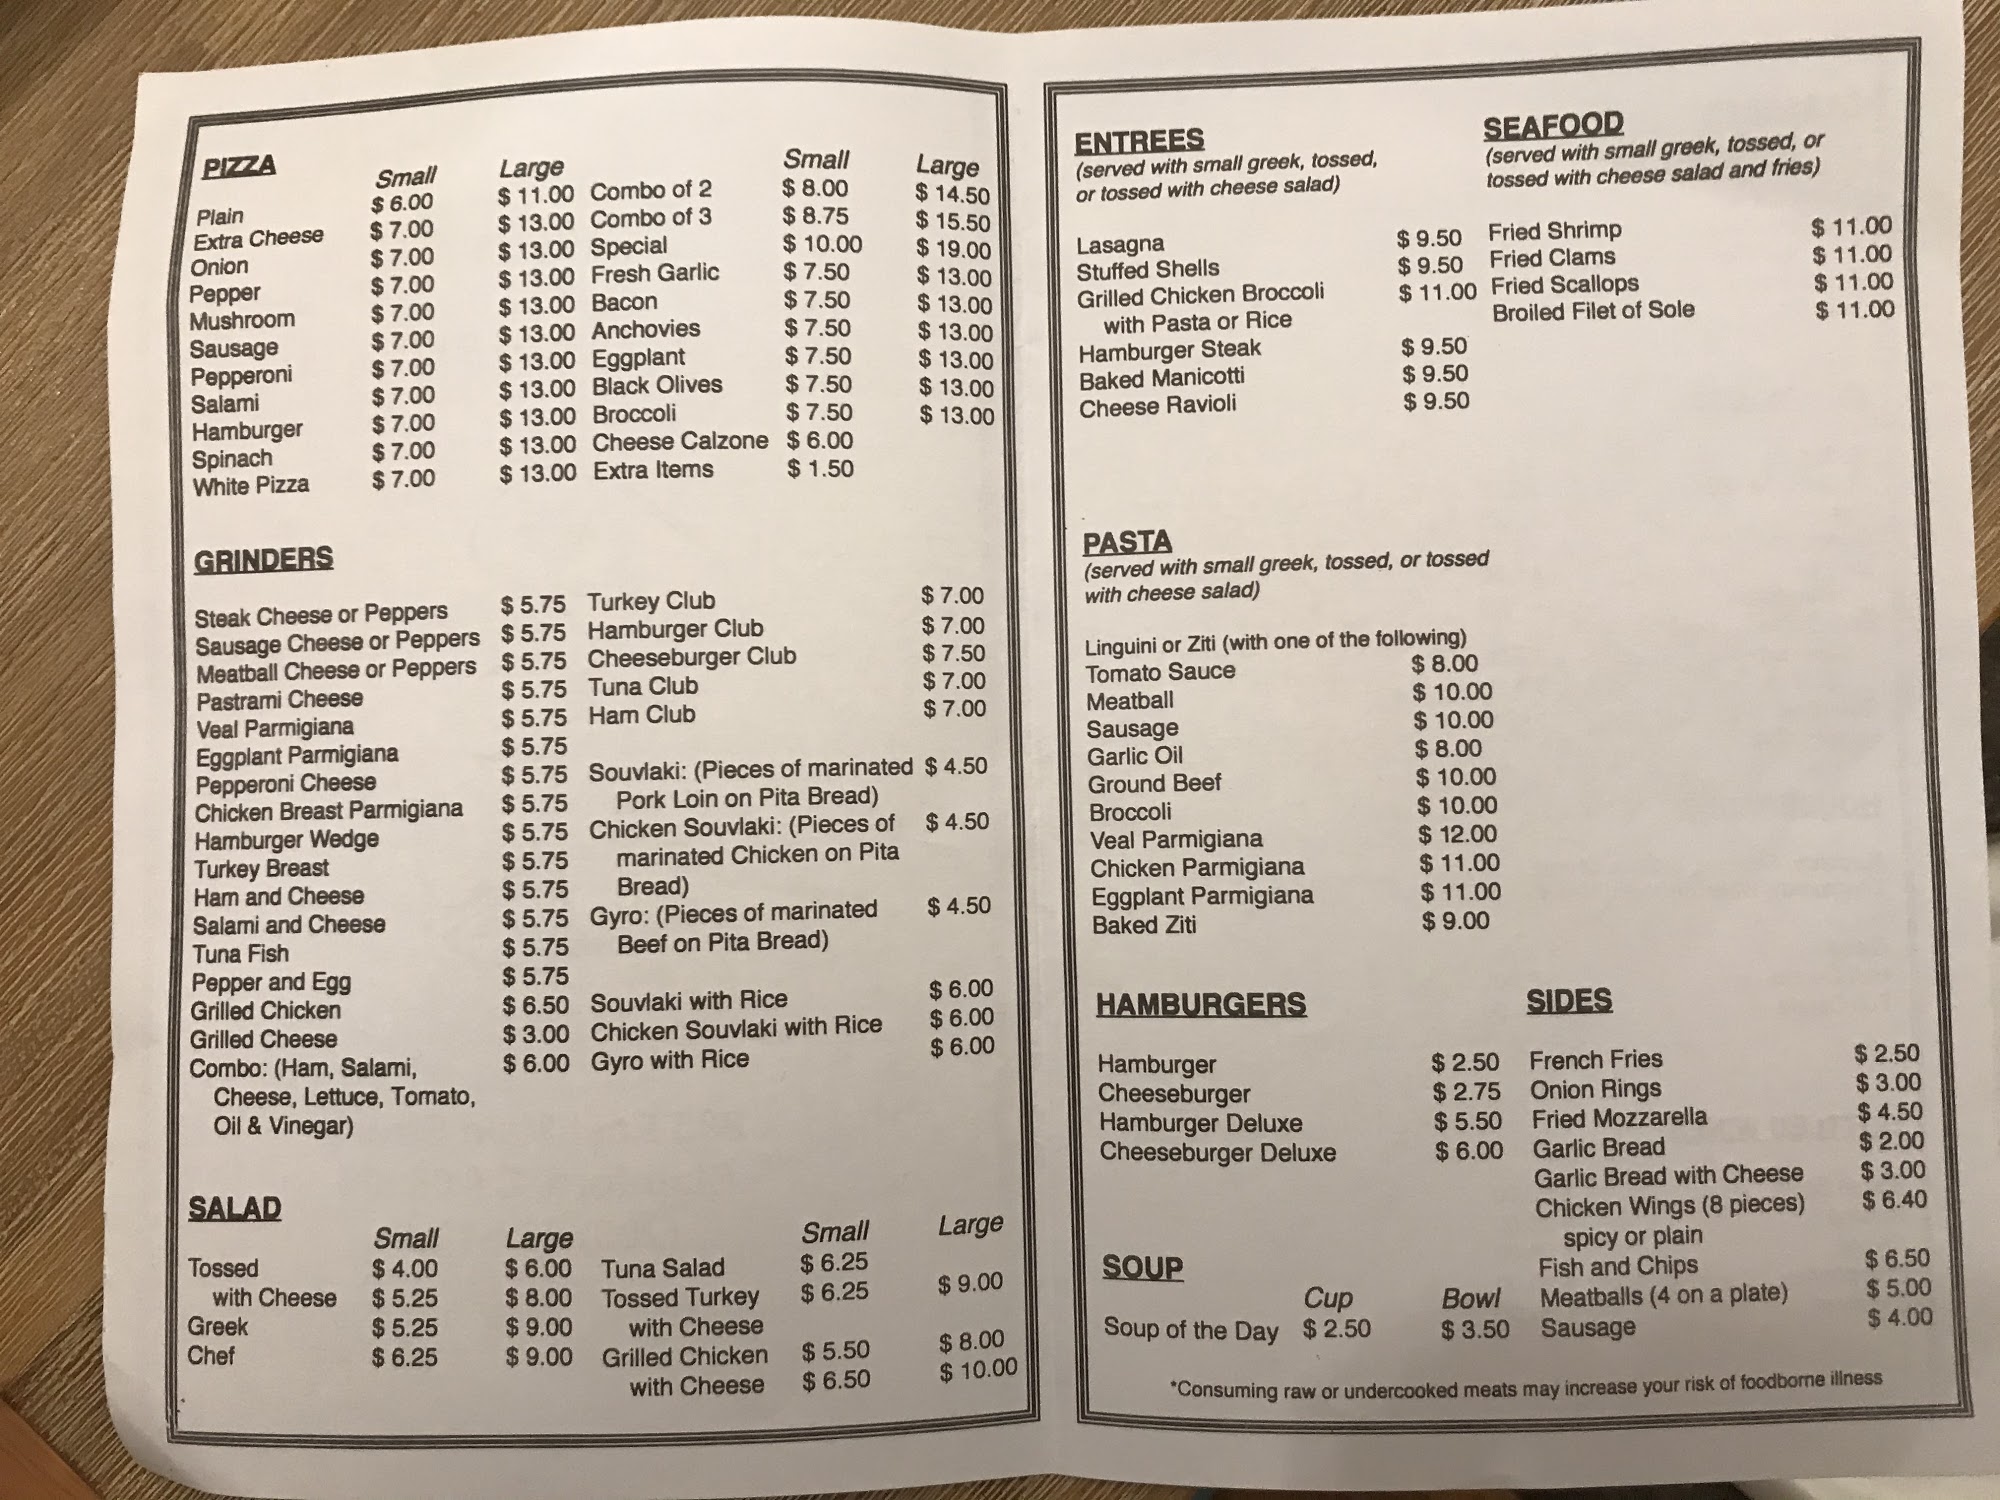 PIZZA
Small Large Small Large
Plain $ 6.00 $ 11.00 Combo of 2 $ 8.00 $ 14.50
Extra Cheese $ 7.00 $ 13.00 Combo of 3 $ 8.75 $ 15.50
Onion $ 7.00 $ 13.00 Special $ 10.00 $ 19.00
Pepper $ 7.00 $ 13.00 Fresh Garlic $ 7.50 $ 13.00
Mushroom $ 7.00 $ 13.00 Bacon $ 7.50 $ 13.00
Sausage $ 7.00 $ 13.00 Anchovies $ 7.50 $ 13.00
Pepperoni $ 7.00 $ 13.00 Eggplant $ 7.50 $ 13.00
Salami $ 7.00 $ 13.00 Black Olives $ 7.50 $ 13.00
Hamburger $ 7.00 $ 13.00 Broccoli $ 7.50 $ 13.00
Spinach $ 7.00 $ 13.00 Cheese Calzone $ 6.00
White Pizza $ 7.00 $ 13.00 Extra Items $ 1.50
GRINDERS
Steak Cheese or Peppers $ 5.75
Sausage Cheese or Peppers $ 5.75
Meatball Cheese or Peppers $ 5.75
Pastrami Cheese $ 5.75
Veal Parmigiana $ 5.75
Eggplant Parmigiana $ 5.75
Pepperoni Cheese $ 5.75
Chicken Breast Parmigiana $ 5.75
Hamburger Wedge $ 5.75
Turkey Breast $ 5.75
Ham and Cheese $ 5.75
Salami and Cheese $ 5.75
Tuna Fish $ 5.75
Pepper and Egg $ 5.75
Grilled Chicken $ 6.50
Grilled Cheese $ 3.00
Combo: (Ham, Salami, $ 6.00
Cheese, Lettuce, Tomato,
Oil & Vinegar)
Turkey Club $ 7.00
Hamburger Club $ 7.00
Cheeseburger Club $ 7.50
Tuna Club $ 7.00
Ham Club $ 7.00
Souvlaki: (Pieces of marinated $ 4.50
Pork Loin on Pita Bread)
Chicken Souvlaki: (Pieces of $ 4.50
marinated Chicken on Pita
Bread)
Gyro: (Pieces of marinated $ 4.50
Beef on Pita Bread)
Souvlaki with Rice $ 6.00
Chicken Souvlaki with Rice $ 6.00
Gyro with Rice $ 6.00
SALAD
Small Large Small Large
Tossed $ 4.00 $ 6.00 Tuna Salad $ 6.25
with Cheese $ 5.25 $ 8.00 Tossed Turkey $ 6.25 $ 9.00
Greek $ 5.25 $ 9.00 with Cheese
Chef $ 6.25 $ 9.00 Grilled Chicken $ 5.50 $ 8.00
with Cheese $ 6.50 $ 10.00
ENTREES
(served with small greek, tossed,
or tossed with cheese salad)
Lasagna $ 9.50
Stuffed Shells $ 9.50
Grilled Chicken Broccoli $ 11.00
with Pasta or Rice
Hamburger Steak $ 9.50
Baked Manicotti $ 9.50
Cheese Ravioli $ 9.50
SEAFOOD
(served with small greek, tossed, or
tossed with cheese salad and fries)
Fried Shrimp $ 11.00
Fried Clams $ 11.00
Fried Scallops $ 11.00
Broiled Filet of Sole $ 11.00
PASTA
(served with small greek, tossed, or tossed
with cheese salad)
Linguini or Ziti (with one of the following)
Tomato Sauce $ 8.00
Meatball $ 10.00
Sausage $ 10.00
Garlic Oil $ 8.00
Ground Beef $ 10.00
Broccoli $ 10.00
Veal Parmigiana $ 12.00
Chicken Parmigiana $ 11.00
Eggplant Parmigiana $ 11.00
Baked Ziti $ 9.00
HAMBURGERS
Hamburger $ 2.50
Cheeseburger $ 2.75
Hamburger Deluxe $ 5.50
Cheeseburger Deluxe $ 6.00
SOUP
Cup Bowl
Soup of the Day $ 2.50 $ 3.50
SIDES
French Fries $ 2.50
Onion Rings $ 3.00
Fried Mozzarella $ 4.50
Garlic Bread $ 2.00
Garlic Bread with Cheese $ 3.00
Chicken Wings (8 pieces) $ 6.40
spicy or plain
Fish and Chips $ 6.50
Meatballs (4 on a plate) $ 5.00
Sausage $ 4.00
*Consuming raw or undercooked meats may increase your risk of foodborne illness